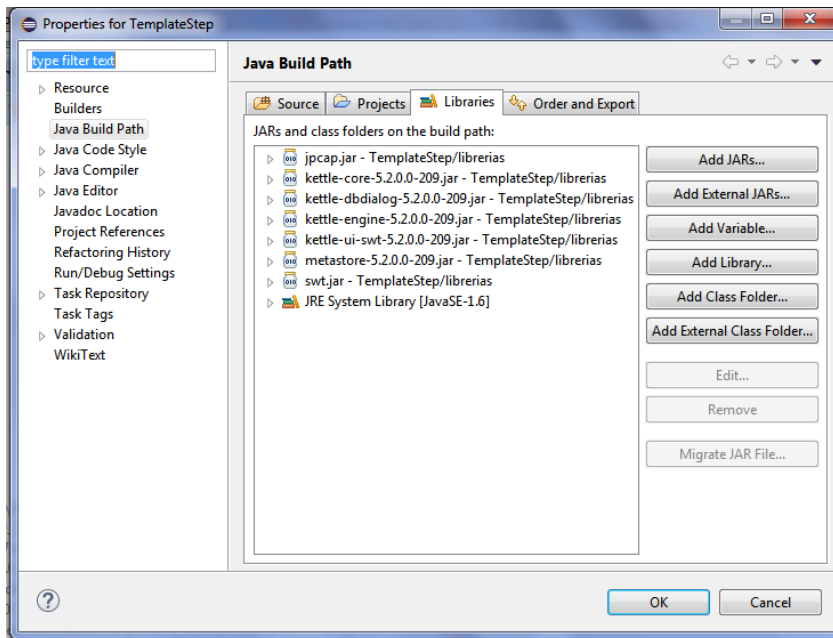 Properties for TemplateStep
type filter text
Resource
Builders
Java Build Path
Java Code Style
Java Compiler
Java Editor
Javadoc Location
Project References
Refactoring History
Run/Debug Settings
Task Repository
Task Tags
Validation
WikiText
Java Build Path
Source Projects Libraries Order and Export
JARs and class folders on the build path:
jpcap.jar - TemplateStep/librerias
kettle-core-5.2.0.0-209.jar - TemplateStep/librerias
kettle-dbdialog-5.2.0.0-209.jar - TemplateStep/librerias
kettle-engine-5.2.0.0-209.jar - TemplateStep/librerias
kettle-ui-swt-5.2.0.0-209.jar - TemplateStep/librerias
metastore-5.2.0.0-209.jar - TemplateStep/librerias
swt.jar - TemplateStep/librerias
JRE System Library [JavaSE-1.6]
Add JARs...
Add External JARs...
Add Variable...
Add Library...
Add Class Folder...
Add External Class Folder...
Edit...
Remove
Migrate JAR File...
OK
Cancel